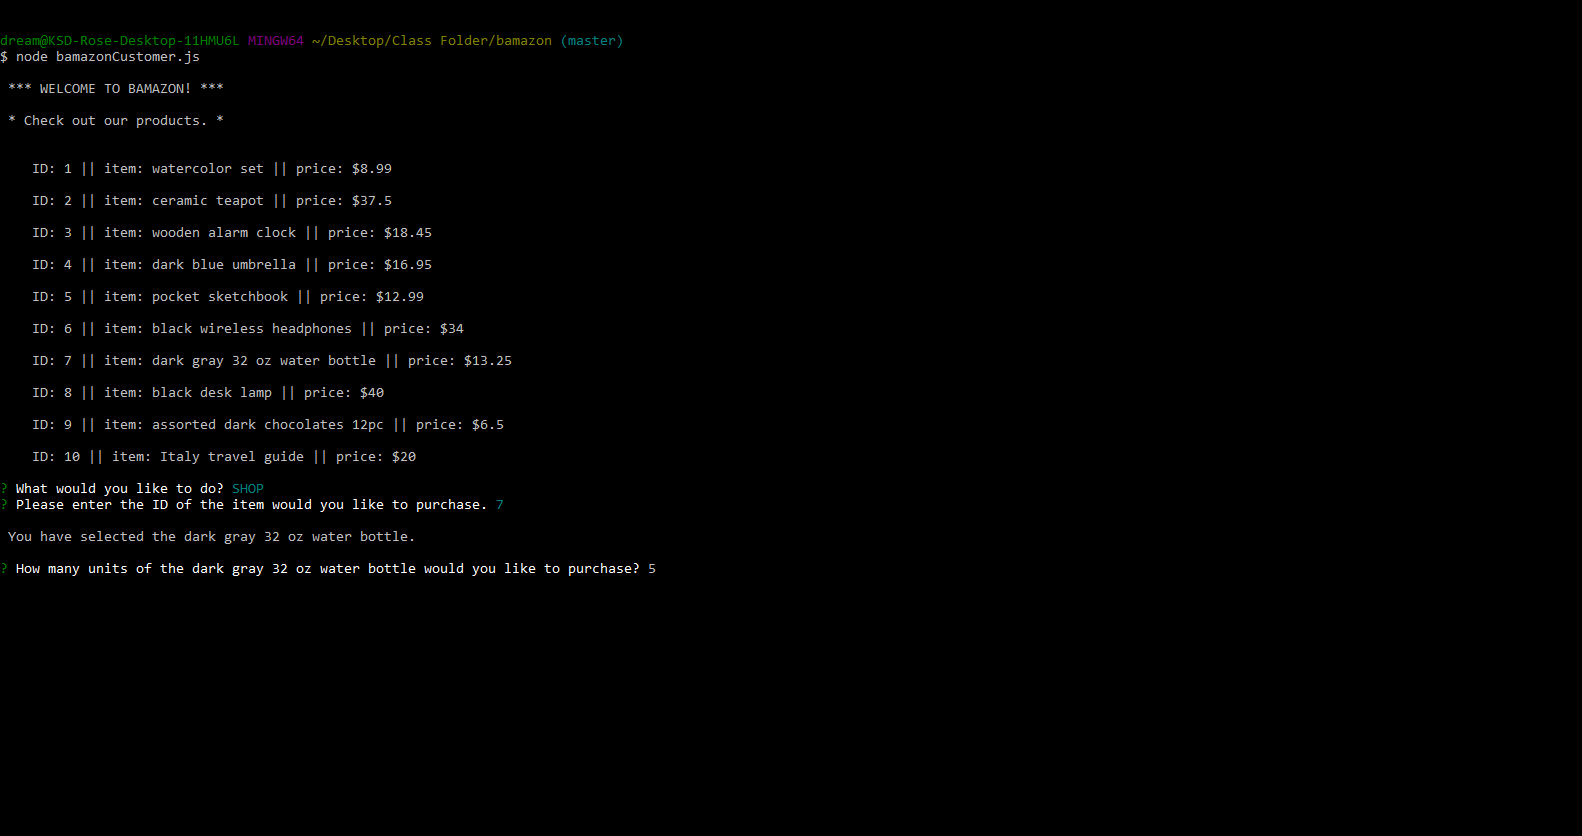 dream@KSD-Rose-Desktop-11HMU6L MINGW64 ~/Desktop/Class Folder/bamazon (master)
$ node bamazonCustomer.js
*** WELCOME TO BAMAZON! ***
* Check out our products. *
ID: 1 || item: watercolor set || price: $8.99
ID: 2 || item: ceramic teapot || price: $37.5
ID: 3 || item: wooden alarm clock || price: $18.45
ID: 4 || item: dark blue umbrella || price: $16.95
ID: 5 || item: pocket sketchbook || price: $12.99
ID: 6 || item: black wireless headphones || price: $34
ID: 7 || item: dark gray 32 oz water bottle || price: $13.25
ID: 8 || item: black desk lamp || price: $40
ID: 9 || item: assorted dark chocolates 12pc || price: $6.5
ID: 10 || item: Italy travel guide || price: $20
? What would you like to do? SHOP
? Please enter the ID of the item would you like to purchase. 7
You have selected the dark gray 32 oz water bottle.
? How many units of the dark gray 32 oz water bottle would you like to purchase? 5